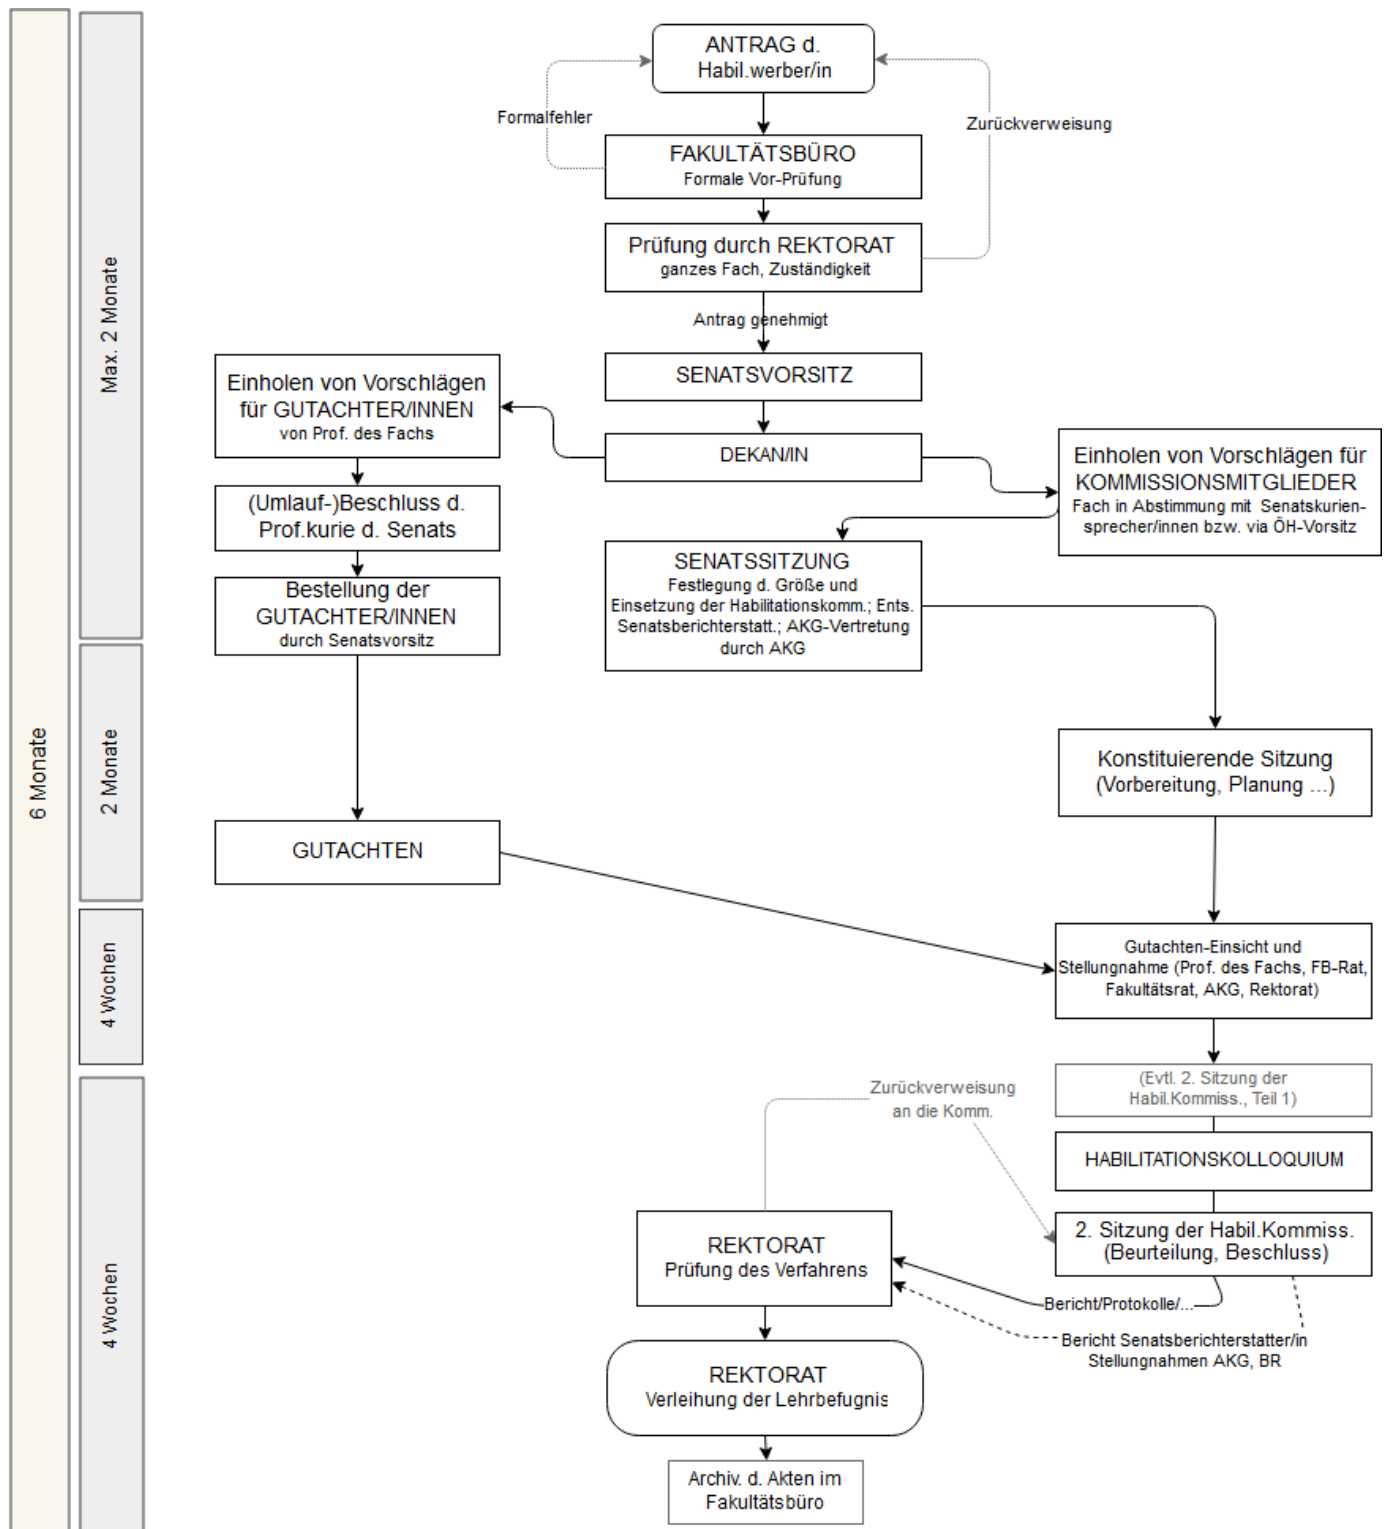 ANTRAG d.
Habil.werber/in
Formalfehler
Zurückverweisung
FAKULTÄTSBÜRO
Formale Vor-Prüfung
Prüfung durch REKTORAT
ganzes Fach, Zuständigkeit
Antrag genehmigt
SENATSVORSITZ
DEKAN/IN
Einholen von Vorschlägen
für GUTACHTER/INNEN
von Prof. des Fachs
(Umlauf-)Beschluss d.
Prof.kurie d. Senats
Bestellung der
GUTACHTER/INNEN
durch Senatsvorsitz
Einholen von Vorschlägen für
KOMMISSIONSMITGLIEDER
Fach in Abstimmung mit Senatskurien-
sprecher/innen bzw. via ÖH-Vorsitz
SENATSSITZUNG
Festlegung d. Größe und
Einsetzung der Habilitationskomm.; Ents.
Senatsberichterstatt.; AKG-Vertretung
durch AKG
Max. 2 Monate
6 Monate
2 Monate
Konstituierende Sitzung
(Vorbereitung, Planung ...)
GUTACHTEN
4 Wochen
Gutachten-Einsicht und
Stellungnahme (Prof. des Fachs, FB-Rat,
Fakultätsrat, AKG, Rektorat)
(Evtl. 2. Sitzung der
Habil.Kommiss., Teil 1)
Zurückverweisung
an die Komm.
HABILITATIONSKOLLOQUIUM
2. Sitzung der Habil.Kommiss.
(Beurteilung, Beschluss)
REKTORAT
Prüfung des Verfahrens
Bericht/Protokolle/...
Bericht Senatsberichterstatter/in
Stellungnahmen AKG, BR
4 Wochen
REKTORAT
Verleihung der Lehrbefugnis
Archiv. d. Akten im
Fakultätsbüro